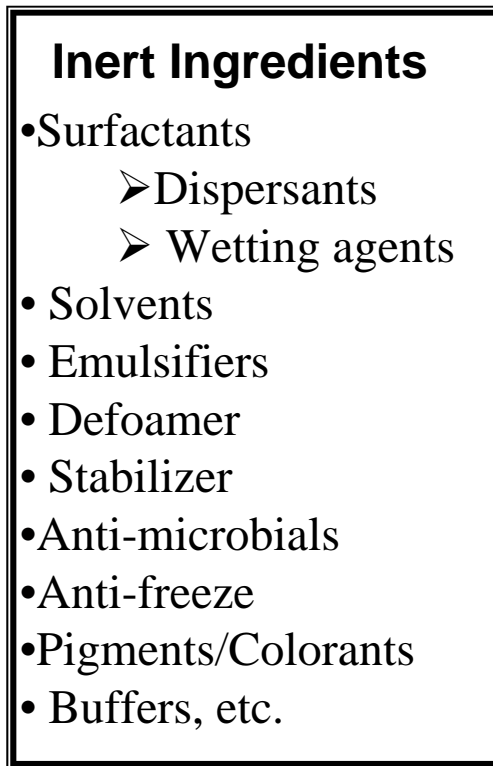 Inert Ingredients
•Surfactants
➢Dispersants
➢ Wetting agents
• Solvents
• Emulsifiers
• Defoamer
• Stabilizer
•Anti-microbials
•Anti-freeze
•Pigments/Colorants
• Buffers, etc.